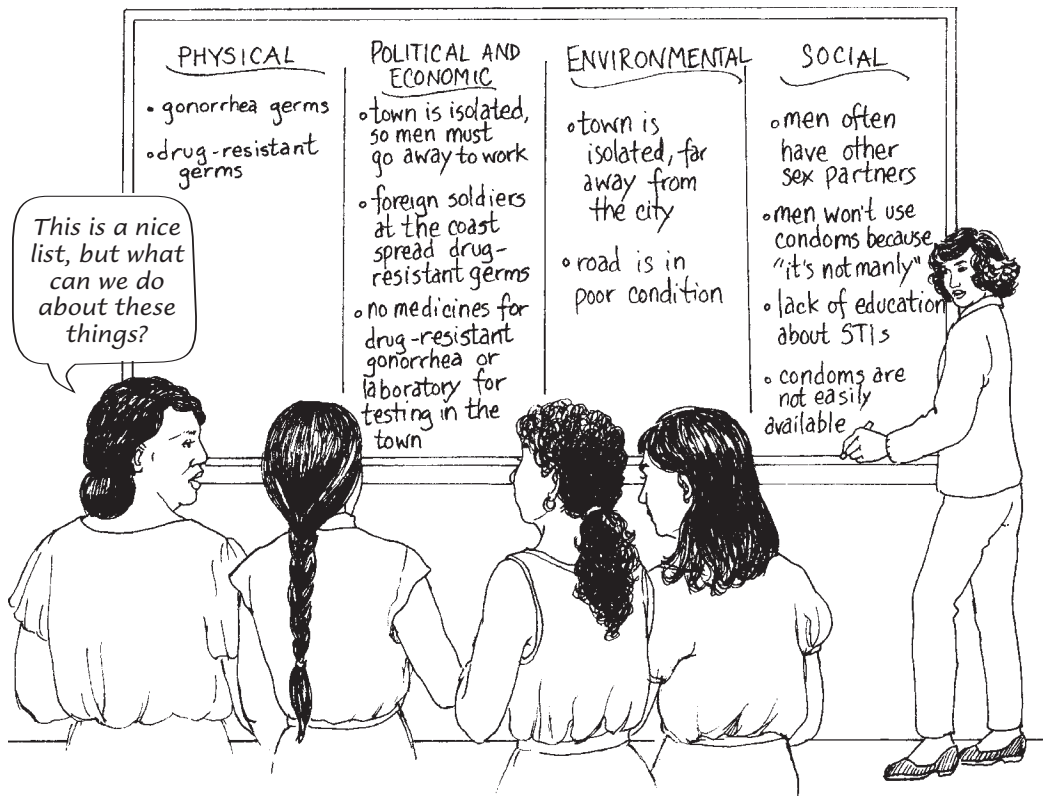 PHYSICAL
• gonorrhea germs
• drug-resistant
germs
POLITICAL AND
ECONOMIC
• town is isolated,
so men must
go away to work
• foreign soldiers
at the coast
spread drug-
resistant germs
• no medicines for
drug-resistant
gonorrhea or
laboratory for
testing in the
town
ENVIRONMENTAL
• town is
isolated, far
away from
the city
• road is in
poor condition
SOCIAL
• men often
have other
sex partners
• men won't use
condoms because
"it's not manly"
• lack of education
about STIs
• condoms are
not easily
available
This is a nice
list, but what
can we do
about these
things?